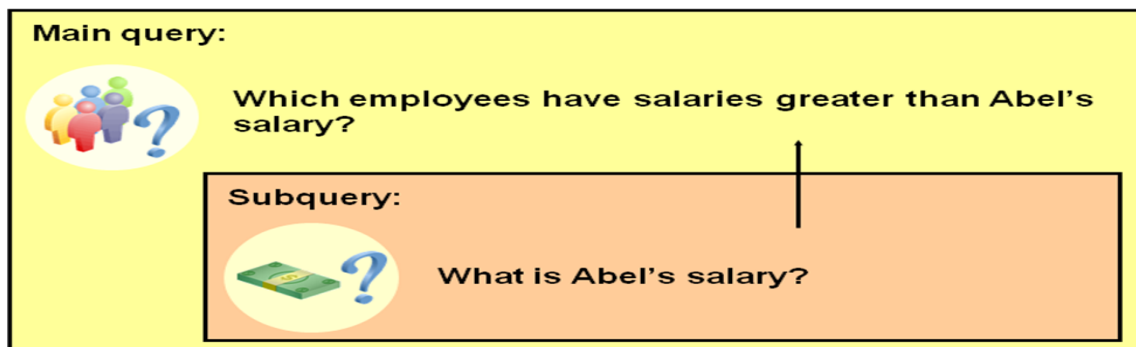 Main query:
Which employees have salaries greater than Abel’s
salary?
Subquery:
What is Abel’s salary?